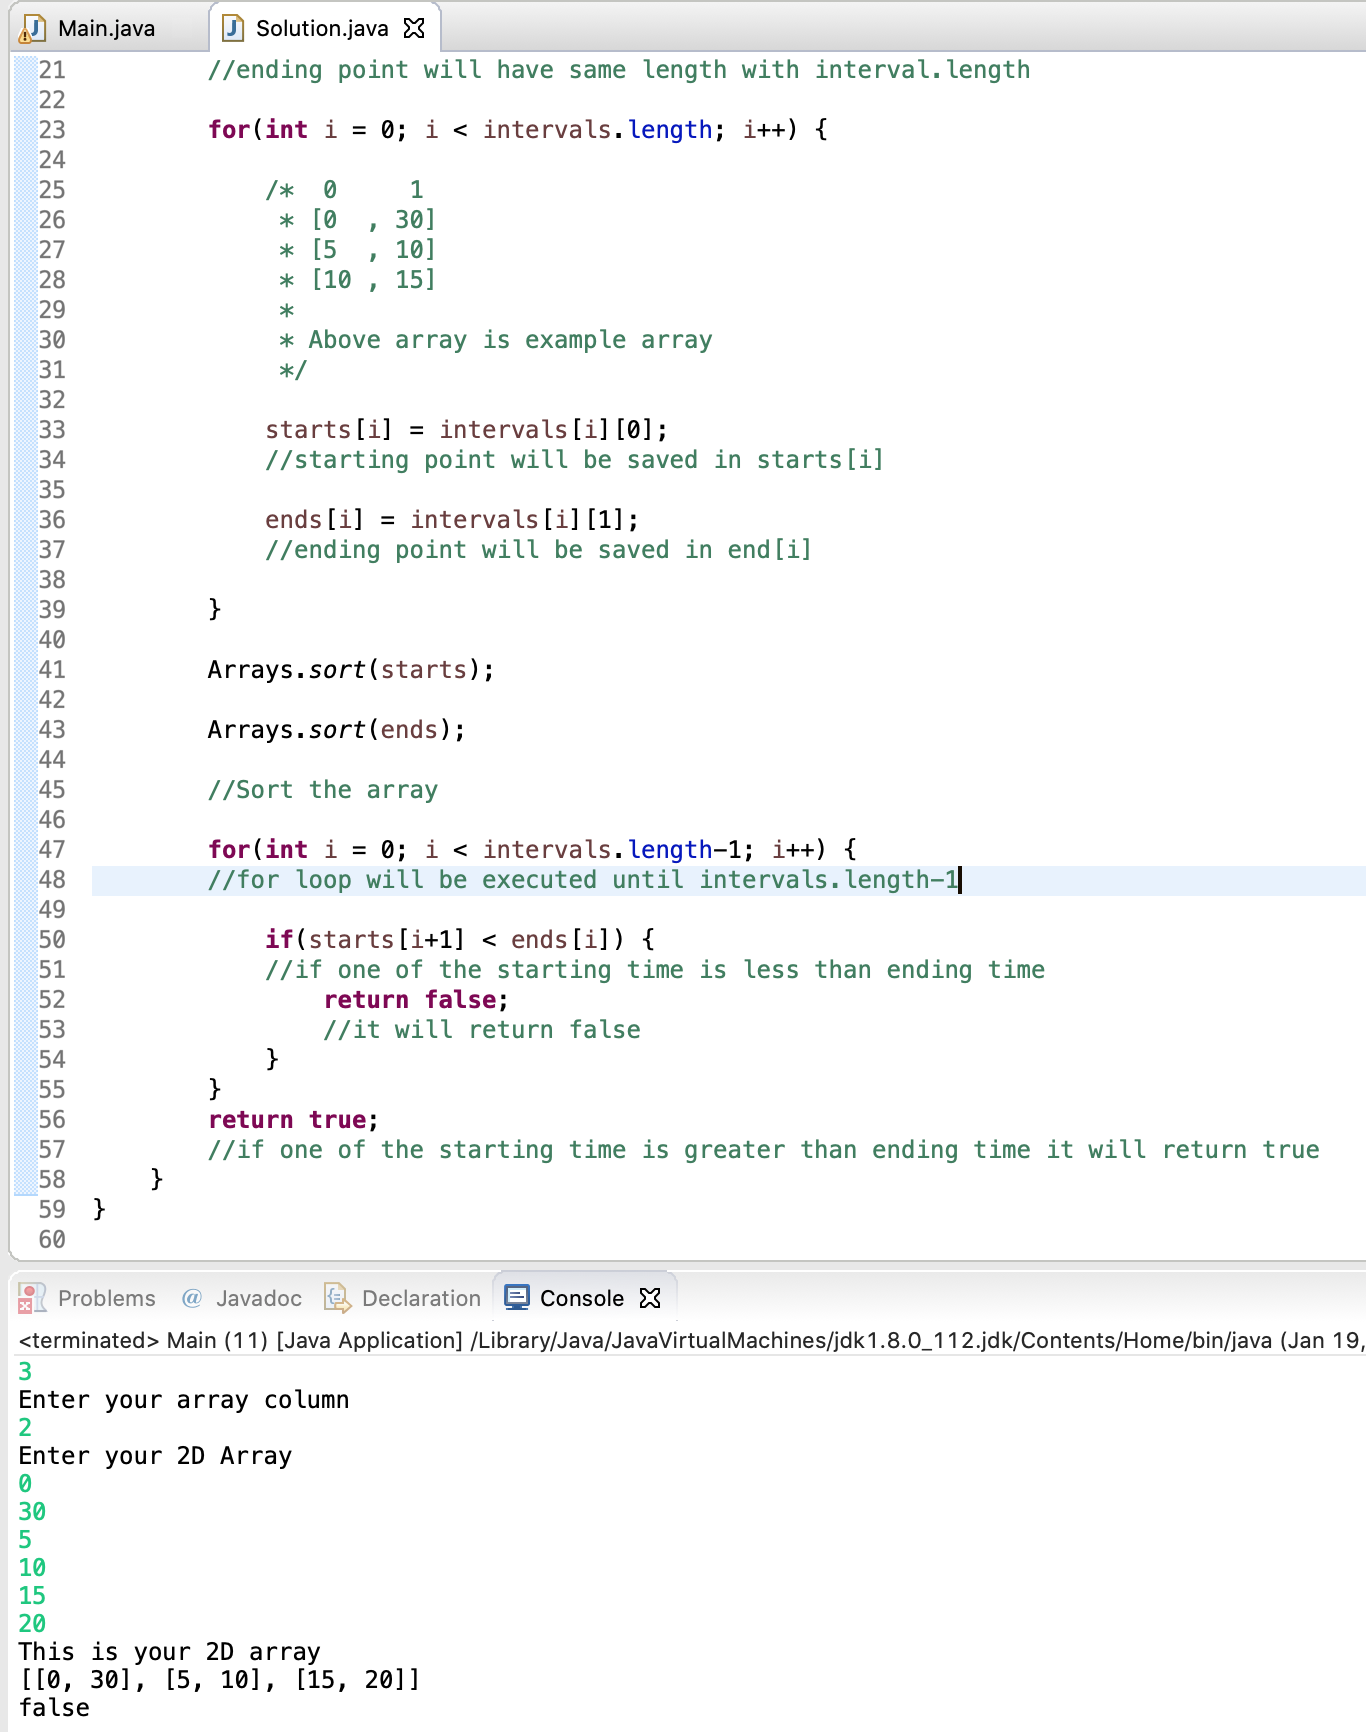 Main.java Solution.java
21 //ending point will have same length with interval.length
22
23 for(int i = 0; i < intervals.length; i++) {
24
25 /*  0     1
26 * [0  , 30]
27 * [5  , 10]
28 * [10 , 15]
29 *
30 * Above array is example array
31 */
32
33 starts[i] = intervals[i][0];
34 //starting point will be saved in starts[i]
35
36 ends[i] = intervals[i][1];
37 //ending point will be saved in end[i]
38
39 }
40
41 Arrays.sort(starts);
42
43 Arrays.sort(ends);
44
45 //Sort the array
46
47 for(int i = 0; i < intervals.length-1; i++) {
48 //for loop will be executed until intervals.length-1
49
50 if(starts[i+1] < ends[i]) {
51 //if one of the starting time is less than ending time
52 return false;
53 //it will return false
54 }
55 }
56 return true;
57 //if one of the starting time is greater than ending time it will return true
58 }
59 }
60
Problems @ Javadoc Declaration Console
<terminated> Main (11) [Java Application] /Library/Java/JavaVirtualMachines/jdk1.8.0_112.jdk/Contents/Home/bin/java (Jan 19,
3
Enter your array column
2
Enter your 2D Array
0
30
5
10
15
20
This is your 2D array
[[0, 30], [5, 10], [15, 20]]
false